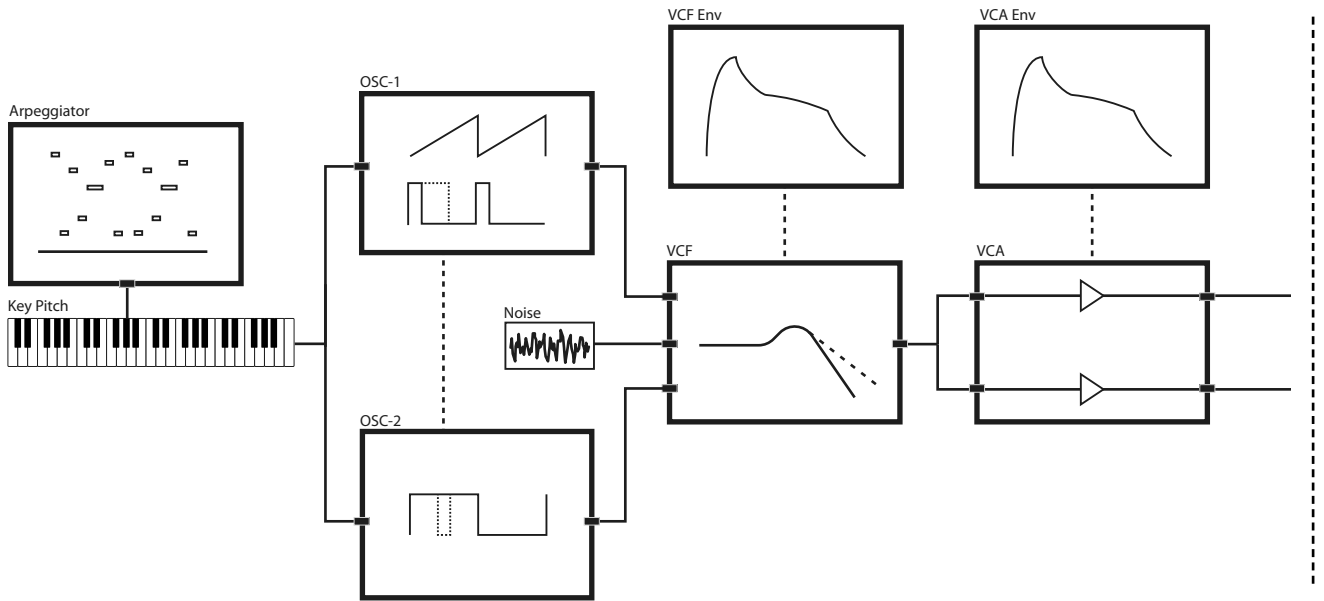 VCF Env
VCA Env
OSC-1
Arpeggiator
VCF
VCA
Key Pitch
Noise
OSC-2